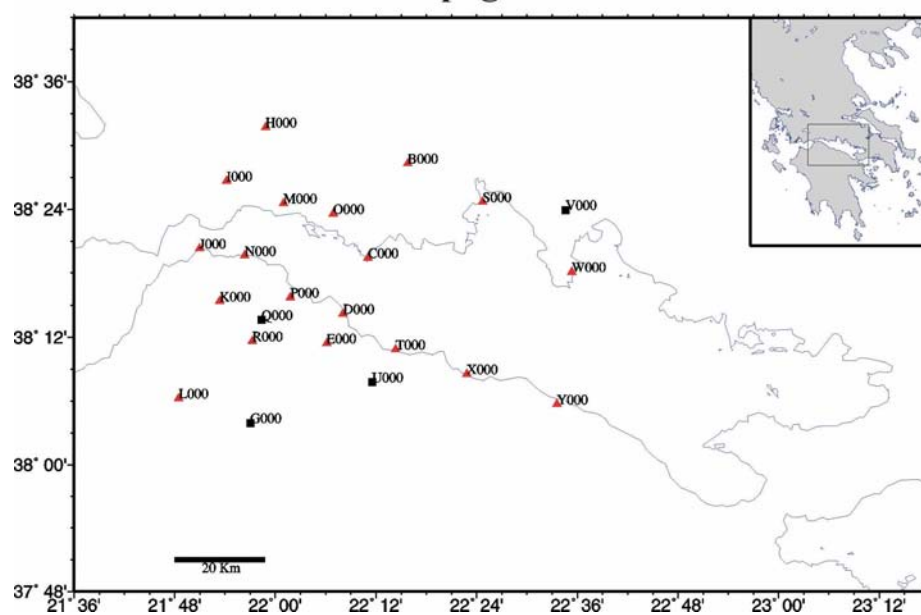 38° 36'
H000
B000
I000
M000
S000
O000
V000
38° 24'
J000
N000
C000
W000
K000
P000
Q000
D000
38° 12'
R000
E000
T000
U000
X000
L000
Y000
G000
38° 00'
20 Km
37° 48'
21° 36' 21° 48' 22° 00' 22° 12' 22° 24' 22° 36' 22° 48' 23° 00' 23° 12'